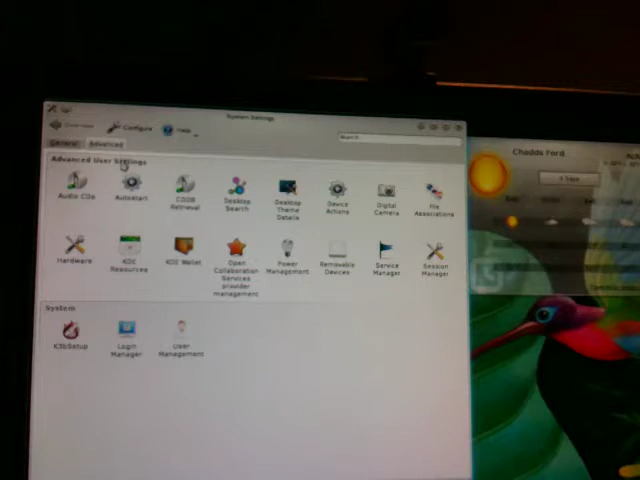 System Settings
Overview Configure Help
Search
General Advanced
Advanced User Settings
Audio CDs Autostart CDDB Retrieval Desktop Search Desktop Theme Details Device Actions Digital Camera File Associations
Hardware KDE Resources KDE Wallet Open Collaboration Services provider management Power Management Removable Devices Service Manager Session Manager
System
K3bSetup Login Manager User Management
Chadds Ford